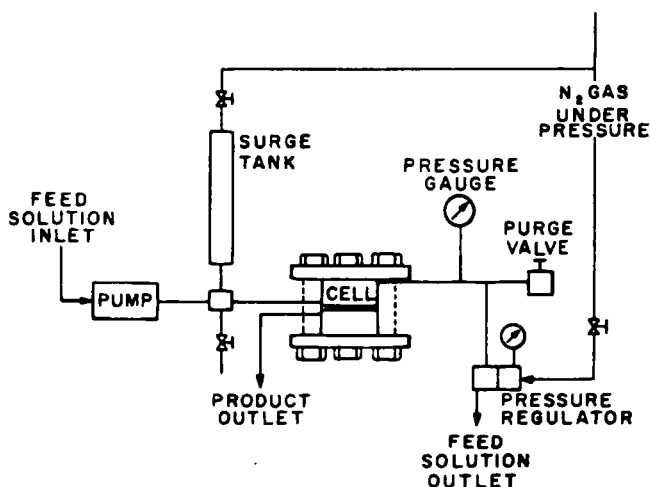 N₂ GAS
UNDER
PRESSURE
SURGE
TANK
PRESSURE
GAUGE
FEED
SOLUTION
INLET
PURGE
VALVE
PUMP
CELL
PRODUCT
OUTLET
PRESSURE
REGULATOR
FEED
SOLUTION
OUTLET